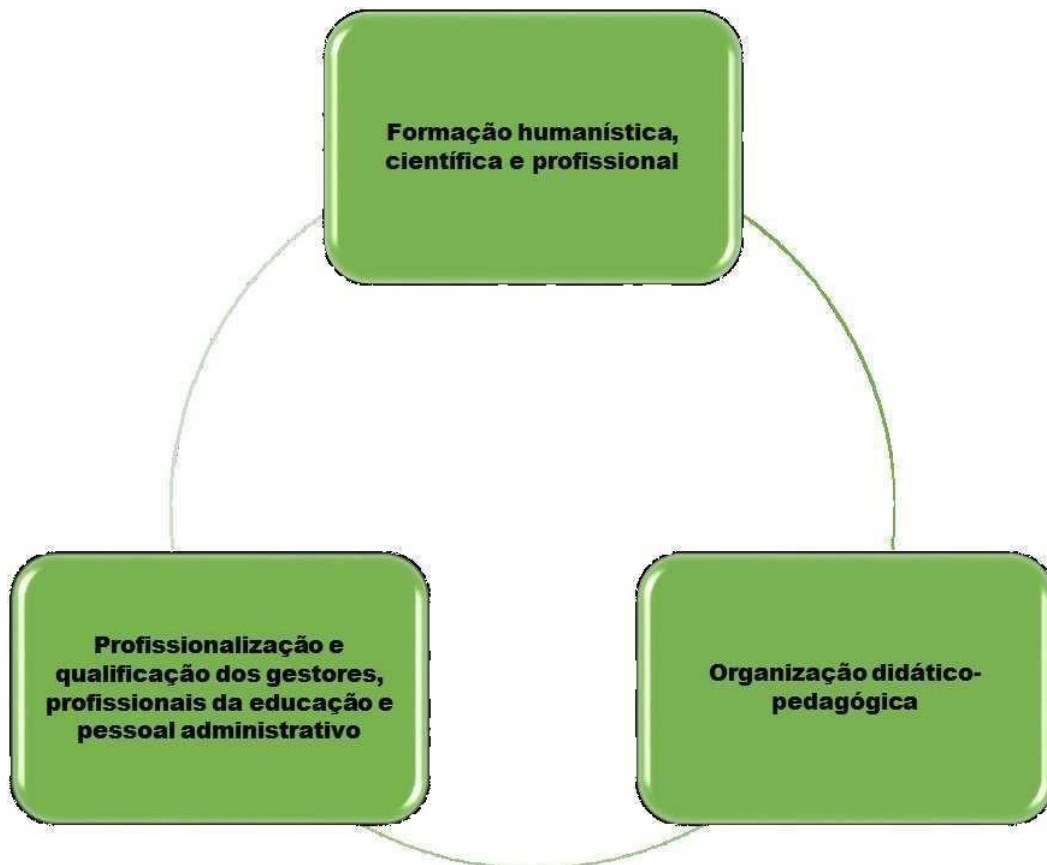 Formação humanística,
científica e profissional
Profissionalização e
qualificação dos gestores,
profissionais da educação e
pessoal administrativo
Organização didático-
pedagógica